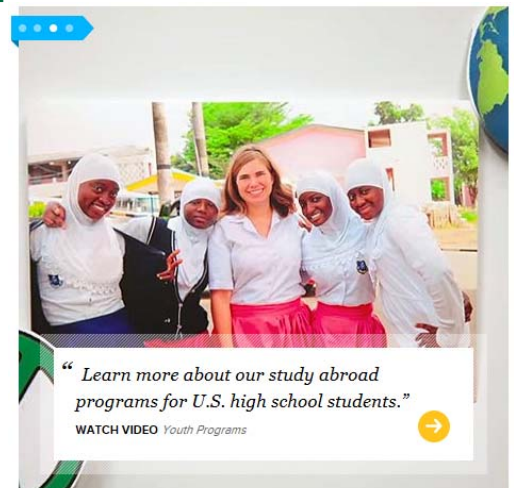 “ Learn more about our study abroad
programs for U.S. high school students.”
WATCH VIDEO Youth Programs